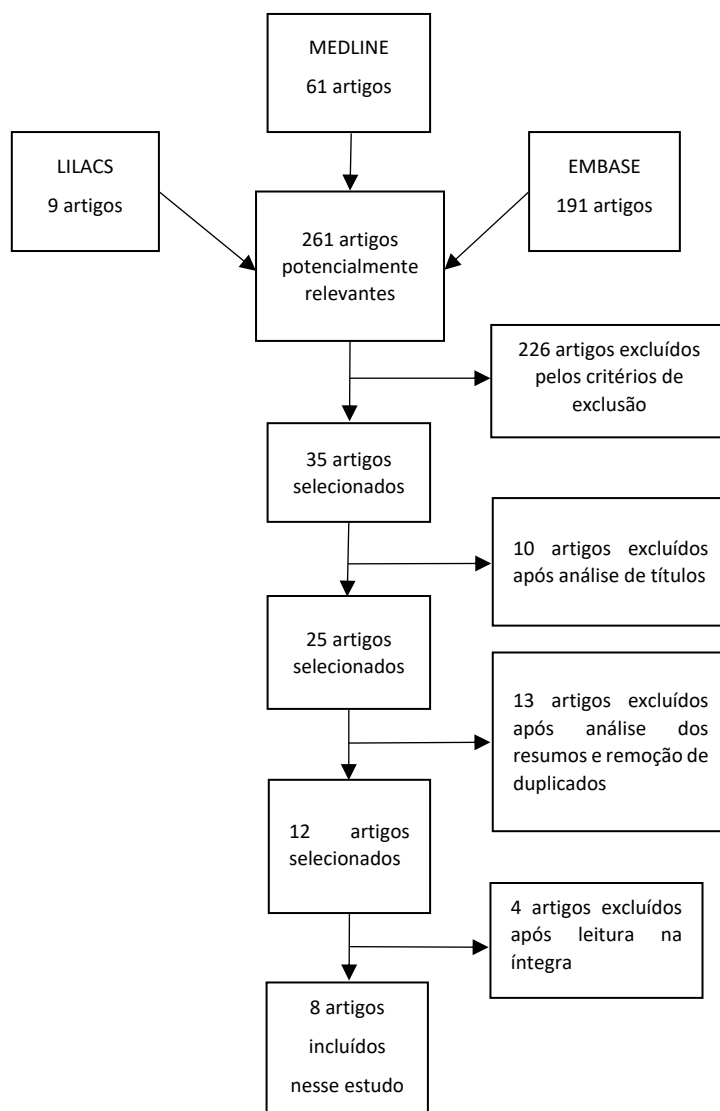 MEDLINE
61 artigos
LILACS
9 artigos
EMBASE
191 artigos
261 artigos
potencialmente
relevantes
226 artigos excluídos
pelos critérios de
exclusão
35 artigos
selecionados
10 artigos excluídos
após análise de títulos
25 artigos
selecionados
13 artigos excluídos
após análise dos
resumos e remoção de
duplicados
12 artigos
selecionados
4 artigos excluídos
após leitura na
íntegra
8 artigos
incluídos
nesse estudo